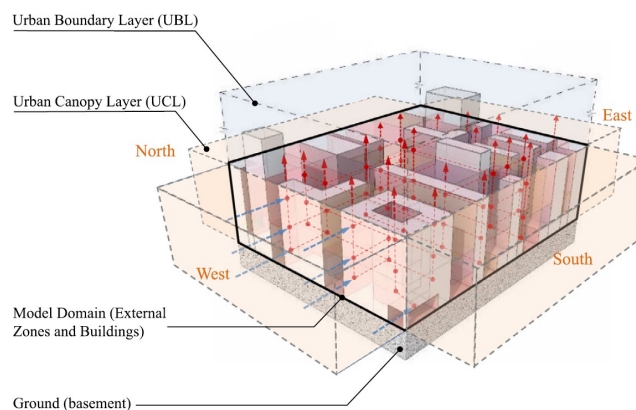 Urban Boundary Layer (UBL)
Urban Canopy Layer (UCL)
East
North
West
South
Model Domain (External
Zones and Buildings)
Ground (basement)